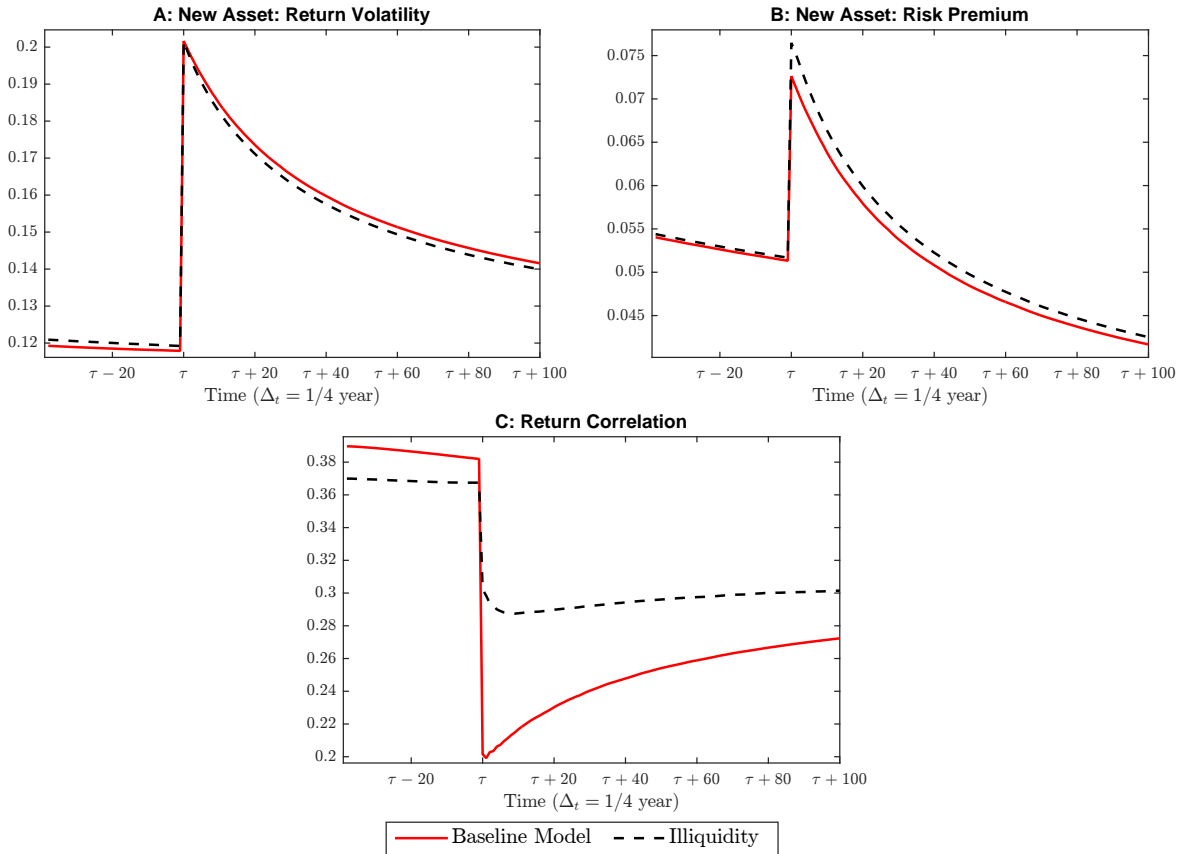 A: New Asset: Return Volatility
0.2
0.19
0.18
0.17
0.16
0.15
0.14
0.13
0.12
τ − 20
τ
τ + 20
τ + 40
τ + 60
τ + 80
τ + 100
Time (Δt = 1/4 year)
B: New Asset: Risk Premium
0.075
0.07
0.065
0.06
0.055
0.05
0.045
τ − 20
τ
τ + 20
τ + 40
τ + 60
τ + 80
τ + 100
Time (Δt = 1/4 year)
C: Return Correlation
0.38
0.36
0.34
0.32
0.3
0.28
0.26
0.24
0.22
0.2
τ − 20
τ
τ + 20
τ + 40
τ + 60
τ + 80
τ + 100
Time (Δt = 1/4 year)
Baseline Model
Illiquidity